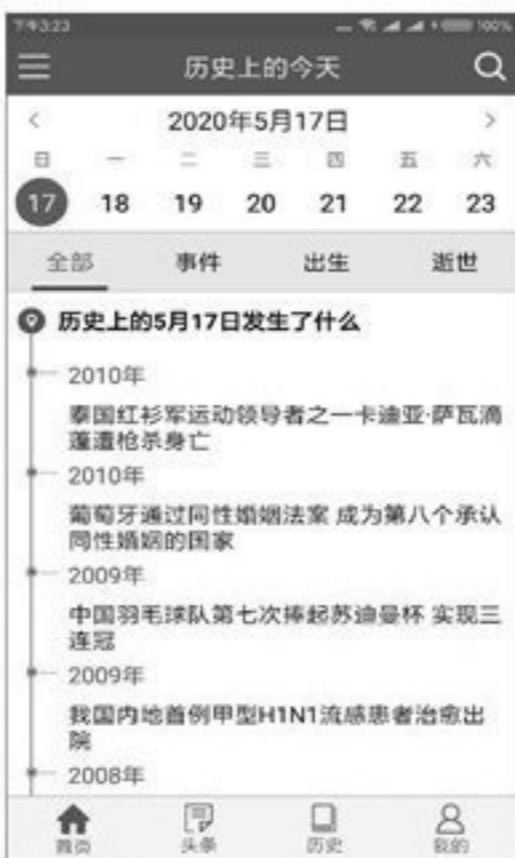 下午3:23
100%
历史上的今天
2020年5月17日
日 一 二 三 四 五 六
17 18 19 20 21 22 23
全部 事件 出生 逝世
历史上的5月17日发生了什么
2010年
泰国红衫军运动领导者之一卡迪亚·萨瓦滴
蓬遭枪杀身亡
2010年
葡萄牙通过同性婚姻法案 成为第八个承认
同性婚姻的国家
2009年
中国羽毛球队第七次捧起苏迪曼杯 实现三
连冠
2009年
我国内地首例甲型H1N1流感患者治愈出
院
2008年
首页 头条 历史 我的